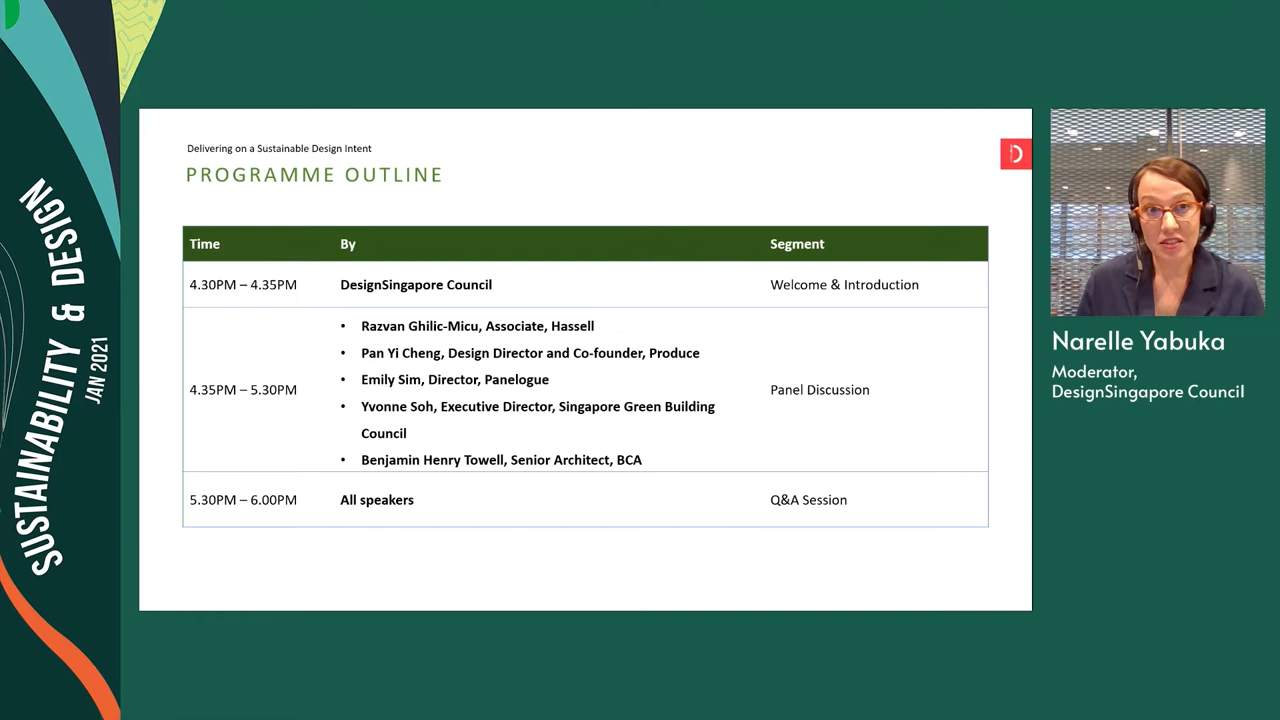 SUSTAINABILITY & DESIGN
JAN 2021
Delivering on a Sustainable Design Intent
PROGRAMME OUTLINE
D
Time By Segment
4.30PM – 4.35PM DesignSingapore Council Welcome & Introduction
• Razvan Ghilic-Micu, Associate, Hassell
• Pan Yi Cheng, Design Director and Co-founder, Produce
• Emily Sim, Director, Panelogue
4.35PM – 5.30PM Panel Discussion
• Yvonne Soh, Executive Director, Singapore Green Building
Council
• Benjamin Henry Towell, Senior Architect, BCA
5.30PM – 6.00PM All speakers Q&A Session
Narelle Yabuka
Moderator,
DesignSingapore Council